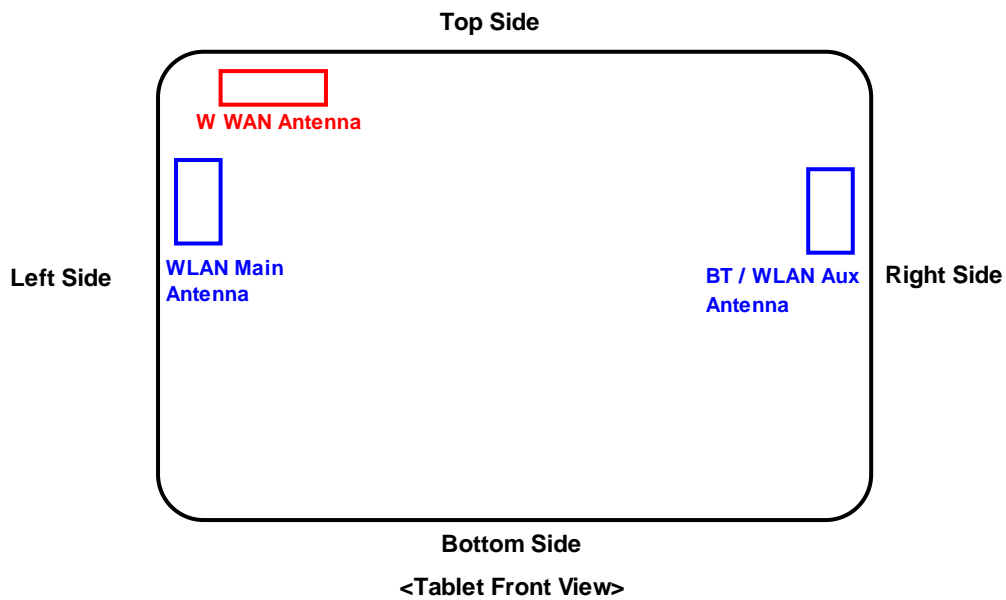 Top Side
W WAN Antenna
WLAN Main
Antenna
Left Side
BT / WLAN Aux
Antenna
Right Side
Bottom Side
<Tablet Front View>